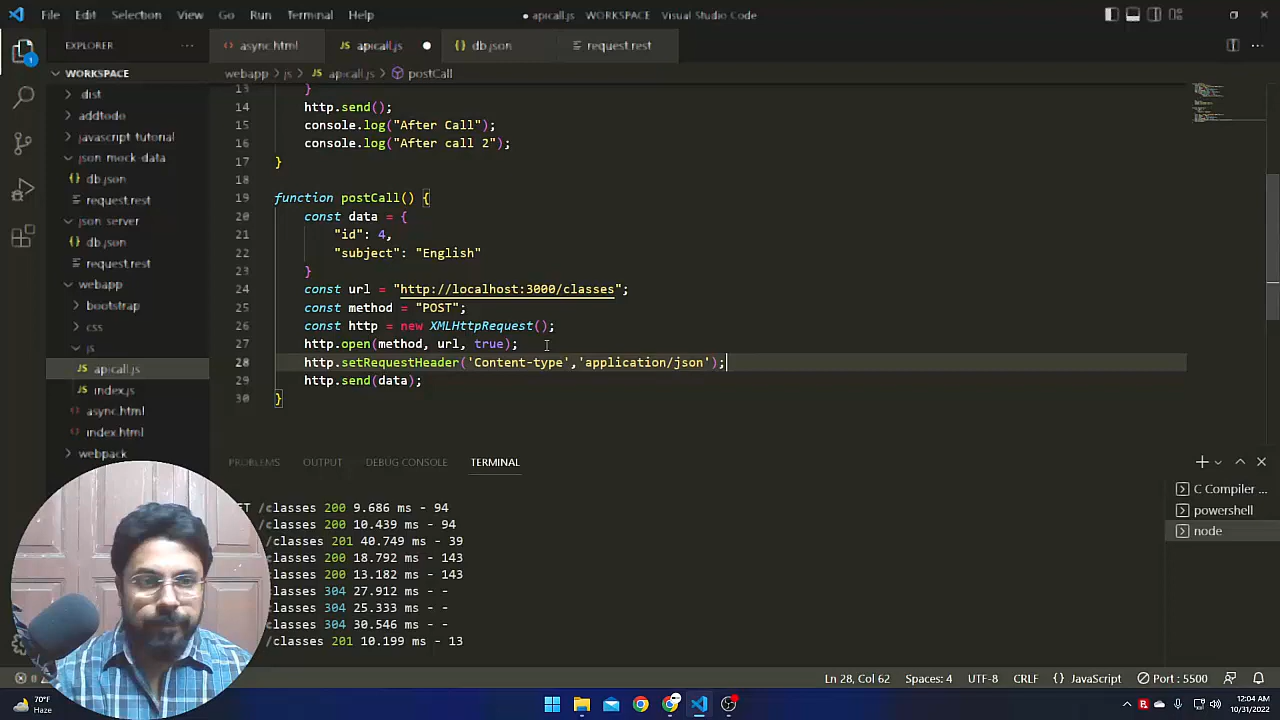 File Edit Selection View Go Run Terminal Help ● apicall.js - WORKSPACE - Visual Studio Code
EXPLORER ··· async.html apicall.js ● db.json request.rest
WORKSPACE webapp > js > apicall.js > postCall
dist
addtodo
javascript-tutorial
json-mock-data
db.json
request.rest
json-server
db.json
request.rest
webapp
bootstrap
css
js
apicall.js
index.js
async.html
index.html
webpack
13 }
14 http.send();
15 console.log("After Call");
16 console.log("After call 2");
17 }
18
19 function postCall() {
20 const data = {
21 "id": 4,
22 "subject": "English"
23 }
24 const url = "http://localhost:3000/classes";
25 const method = "POST";
26 const http = new XMLHttpRequest();
27 http.open(method, url, true);
28 http.setRequestHeader('Content-type','application/json');
29 http.send(data);
30 }
PROBLEMS OUTPUT DEBUG CONSOLE TERMINAL
C Compiler ...
powershell
node
/classes 200 9.686 ms - 94
/classes 200 10.439 ms - 94
/classes 201 40.749 ms - 39
/classes 200 18.792 ms - 143
/classes 200 13.182 ms - 143
/classes 304 27.912 ms - -
/classes 304 25.333 ms - -
/classes 304 30.546 ms - -
/classes 201 10.199 ms - 13
Ln 28, Col 62 Spaces: 4 UTF-8 CRLF JavaScript Port : 5500
70°F
Haze
12:04 AM
10/31/2022